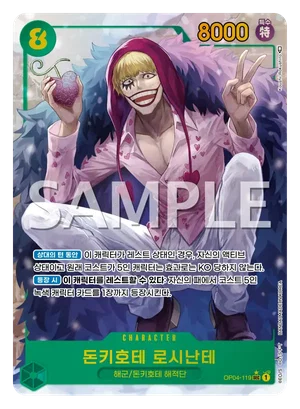 8
8000
특수
特
SAMPLE
상대의 턴 동안 이 캐릭터가 레스트 상태인 경우, 자신의 액티브
상태이고 원래 코스트가 5인 캐릭터는 효과로는 KO 당하지 않는다.
등장 시 이 캐릭터를 레스트할 수 있다: 자신의 패에서 코스트 5인
녹색 캐릭터 카드를 1장까지 등장시킨다.
CHARACTER
돈키호테 로시난테
해군/돈키호테 해적단
OP04-119 SEC 1